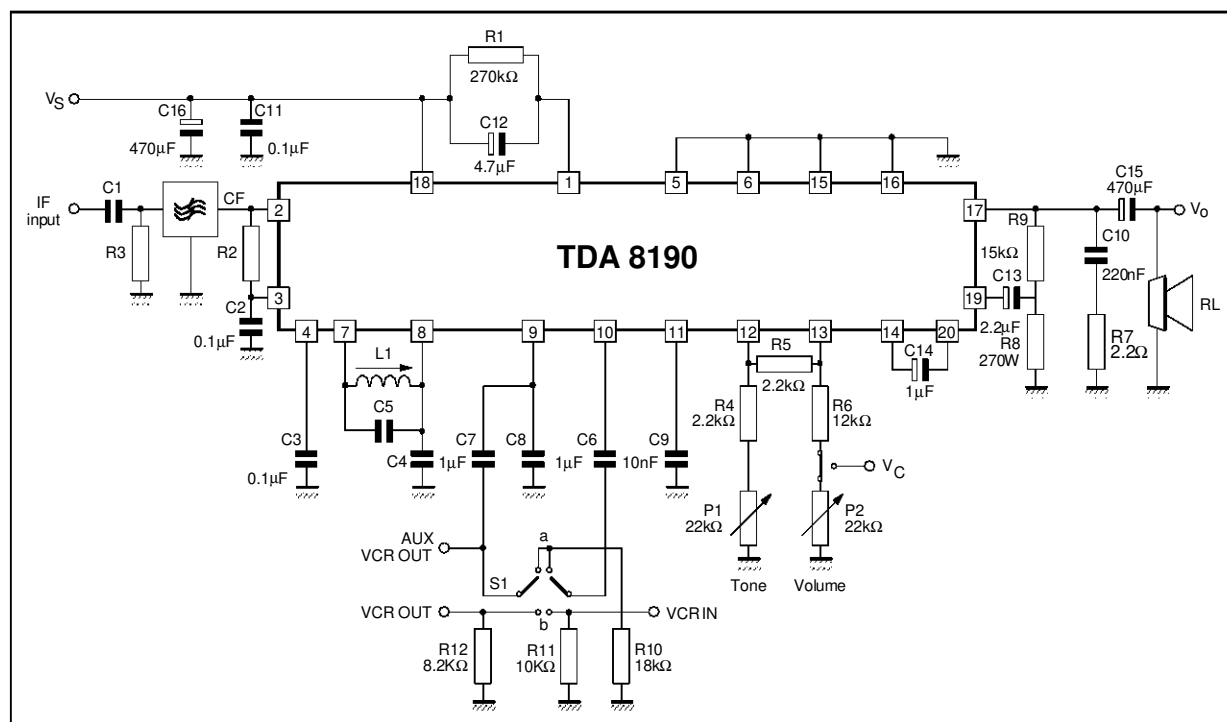 R1
270kΩ
VS
C16
470µF
C11
0.1µF
C12
4.7µF
18
1
5
6
15
16
C15
470µF
Vo
C1
IF
input
CF
R3
R2
2
3
C2
0.1µF
TDA 8190
17
19
R9
15kΩ
C10
220nF
C13
2.2µF
R8
270W
R7
2.2Ω
RL
4
7
8
9
10
11
12
13
14
20
L1
R5
2.2kΩ
C14
1µF
C5
R4
2.2kΩ
R6
12kΩ
C3
0.1µF
C4
C7
1µF
C8
C6
1µF
C9
10nF
VC
P1
22kΩ
P2
22kΩ
AUX
VCR OUT
a
S1
Tone
Volume
VCR OUT
b
VCR IN
R12
8.2KΩ
R11
10KΩ
R10
18kΩ